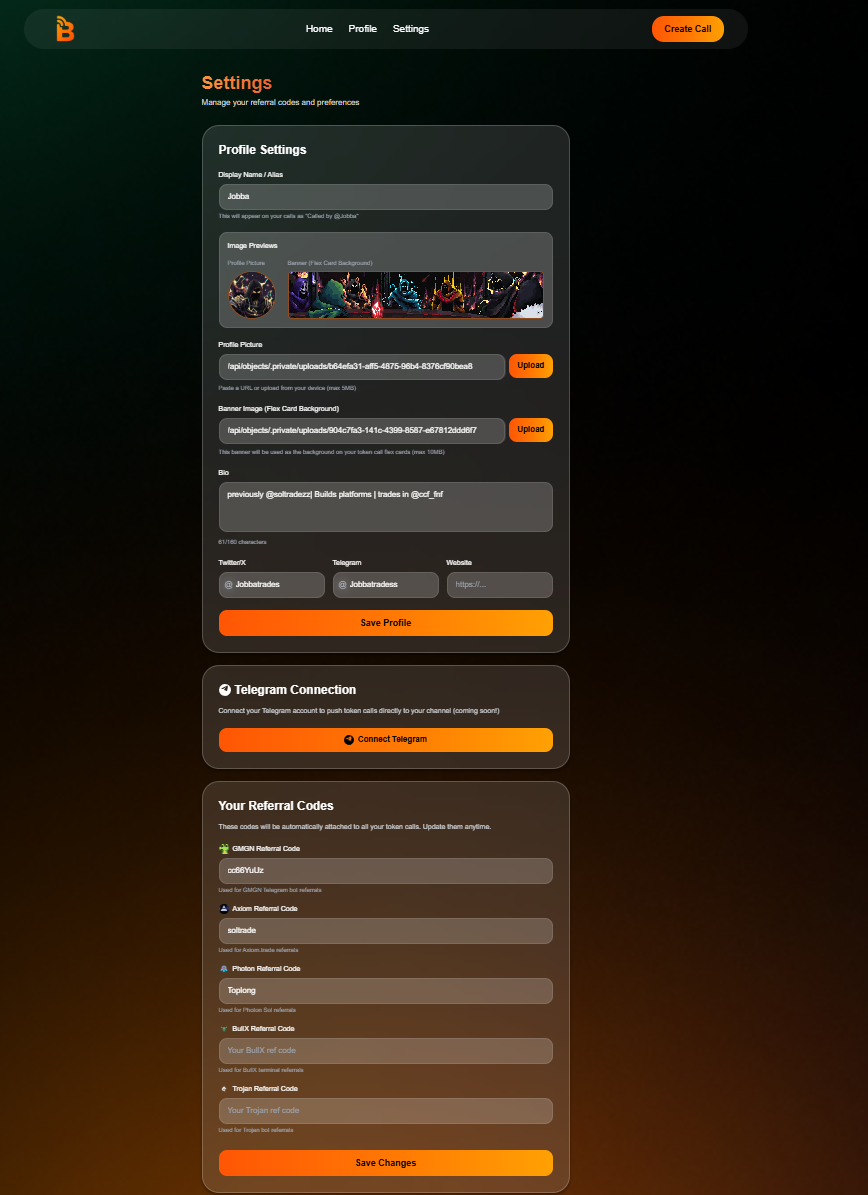 B
Home
Profile
Settings
Create Call
Settings
Manage your referral codes and preferences
Profile Settings
Display Name / Alias
Jobba
This will appear on your calls as "Called by @Jobba"
Image Previews
Profile Picture
Banner (Flex Card Background)
Profile Picture
/api/objects/.private/uploads/b64efa31-aff5-4875-96b4-8376cf90bea8
Upload
Paste a URL or upload from your device (max 5MB)
Banner Image (Flex Card Background)
/api/objects/.private/uploads/904c7fa3-141c-4399-8587-e67812ddd6f7
Upload
This banner will be used as the background on your token call flex cards (max 10MB)
Bio
previously @soltradezz| Builds platforms | trades in @ccf_fnf
61/160 characters
Twitter/X
Telegram
Website
@ Jobbatrades
@ Jobbatradess
https://...
Save Profile
Telegram Connection
Connect your Telegram account to push token calls directly to your channel (coming soon!)
Connect Telegram
Your Referral Codes
These codes will be automatically attached to all your token calls. Update them anytime.
GMGN Referral Code
cc66YuUz
Used for GMGN Telegram bot referrals
Axiom Referral Code
soltrade
Used for Axiom.trade referrals
Photon Referral Code
Toplong
Used for Photon Sol referrals
BullX Referral Code
Your BullX ref code
Used for BullX terminal referrals
Trojan Referral Code
Your Trojan ref code
Used for Trojan bot referrals
Save Changes